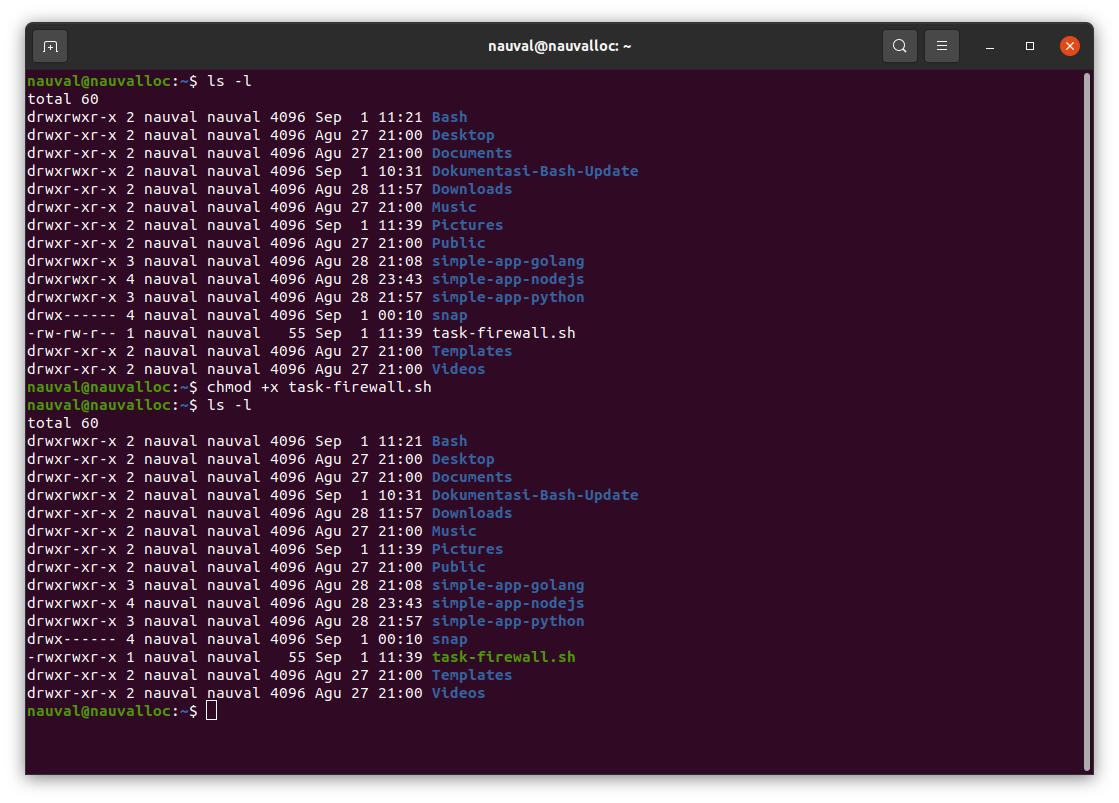 nauval@nauvalloc: ~
nauval@nauvalloc:~$ ls -l
total 60
drwxrwxr-x 2 nauval nauval 4096 Sep  1 11:21 Bash
drwxr-xr-x 2 nauval nauval 4096 Agu 27 21:00 Desktop
drwxr-xr-x 2 nauval nauval 4096 Agu 27 21:00 Documents
drwxrwxr-x 2 nauval nauval 4096 Sep  1 10:31 Dokumentasi-Bash-Update
drwxr-xr-x 2 nauval nauval 4096 Agu 28 11:57 Downloads
drwxr-xr-x 2 nauval nauval 4096 Agu 27 21:00 Music
drwxr-xr-x 2 nauval nauval 4096 Sep  1 11:39 Pictures
drwxr-xr-x 2 nauval nauval 4096 Agu 27 21:00 Public
drwxrwxr-x 3 nauval nauval 4096 Agu 28 21:08 simple-app-golang
drwxrwxr-x 4 nauval nauval 4096 Agu 28 23:43 simple-app-nodejs
drwxrwxr-x 3 nauval nauval 4096 Agu 28 21:57 simple-app-python
drwx------ 4 nauval nauval 4096 Sep  1 00:10 snap
-rw-rw-r-- 1 nauval nauval   55 Sep  1 11:39 task-firewall.sh
drwxr-xr-x 2 nauval nauval 4096 Agu 27 21:00 Templates
drwxr-xr-x 2 nauval nauval 4096 Agu 27 21:00 Videos
nauval@nauvalloc:~$ chmod +x task-firewall.sh
nauval@nauvalloc:~$ ls -l
total 60
drwxrwxr-x 2 nauval nauval 4096 Sep  1 11:21 Bash
drwxr-xr-x 2 nauval nauval 4096 Agu 27 21:00 Desktop
drwxr-xr-x 2 nauval nauval 4096 Agu 27 21:00 Documents
drwxrwxr-x 2 nauval nauval 4096 Sep  1 10:31 Dokumentasi-Bash-Update
drwxr-xr-x 2 nauval nauval 4096 Agu 28 11:57 Downloads
drwxr-xr-x 2 nauval nauval 4096 Agu 27 21:00 Music
drwxr-xr-x 2 nauval nauval 4096 Sep  1 11:39 Pictures
drwxr-xr-x 2 nauval nauval 4096 Agu 27 21:00 Public
drwxrwxr-x 3 nauval nauval 4096 Agu 28 21:08 simple-app-golang
drwxrwxr-x 4 nauval nauval 4096 Agu 28 23:43 simple-app-nodejs
drwxrwxr-x 3 nauval nauval 4096 Agu 28 21:57 simple-app-python
drwx------ 4 nauval nauval 4096 Sep  1 00:10 snap
-rwxrwxr-x 1 nauval nauval   55 Sep  1 11:39 task-firewall.sh
drwxr-xr-x 2 nauval nauval 4096 Agu 27 21:00 Templates
drwxr-xr-x 2 nauval nauval 4096 Agu 27 21:00 Videos
nauval@nauvalloc:~$